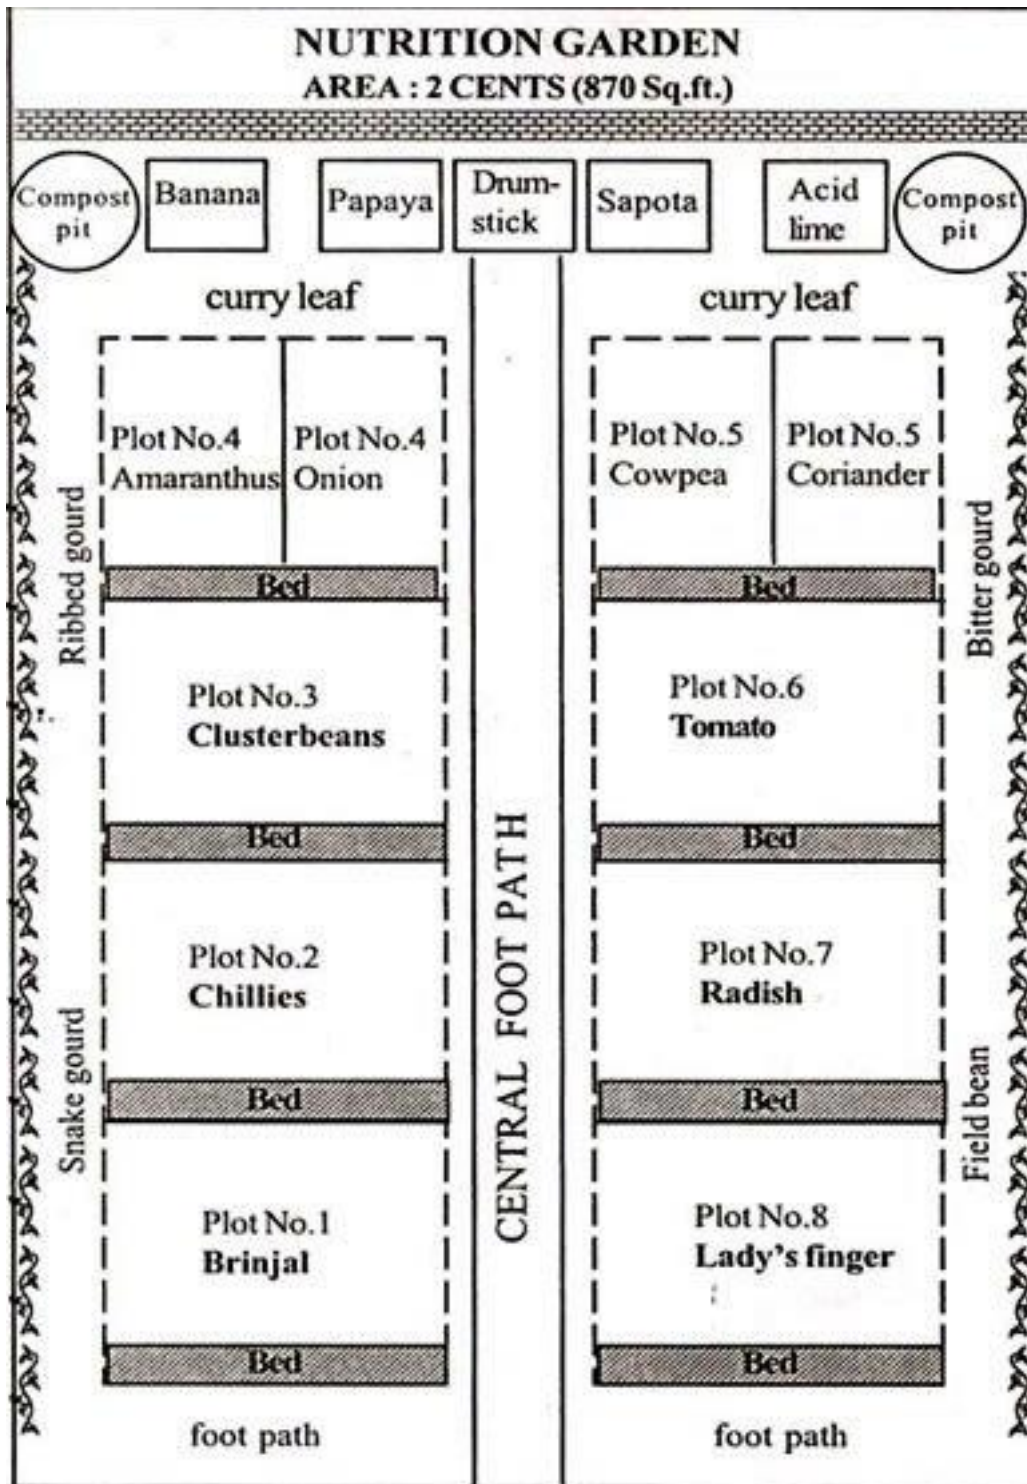 NUTRITION GARDEN
AREA : 2 CENTS (870 Sq.ft.)
Compost
pit
Banana
Papaya
Drum-
stick
Sapota
Acid
lime
Compost
pit
curry leaf
curry leaf
Plot No.4
Amaranthus
Plot No.4
Onion
Plot No.5
Cowpea
Plot No.5
Coriander
Ribbed gourd
Bitter gourd
Bed
Bed
Plot No.3
Clusterbeans
Plot No.6
Tomato
Bed
Bed
CENTRAL FOOT PATH
Plot No.2
Chillies
Plot No.7
Radish
Snake gourd
Field bean
Bed
Bed
Plot No.1
Brinjal
Plot No.8
Lady's finger
Bed
Bed
foot path
foot path